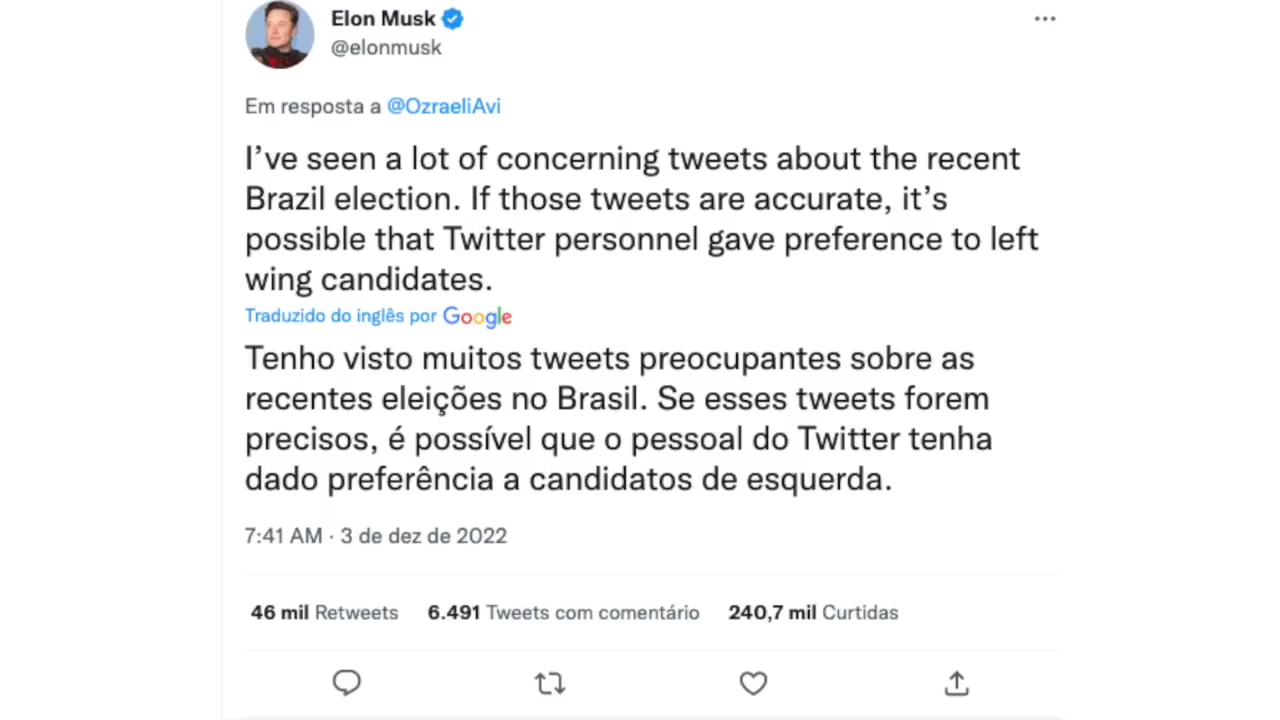 Elon Musk
@elonmusk
Em resposta a @OzraeliAvi
I’ve seen a lot of concerning tweets about the recent
Brazil election. If those tweets are accurate, it’s
possible that Twitter personnel gave preference to left
wing candidates.
Traduzido do inglês por Google
Tenho visto muitos tweets preocupantes sobre as
recentes eleições no Brasil. Se esses tweets forem
precisos, é possível que o pessoal do Twitter tenha
dado preferência a candidatos de esquerda.
7:41 AM · 3 de dez de 2022
46 mil Retweets 6.491 Tweets com comentário 240,7 mil Curtidas